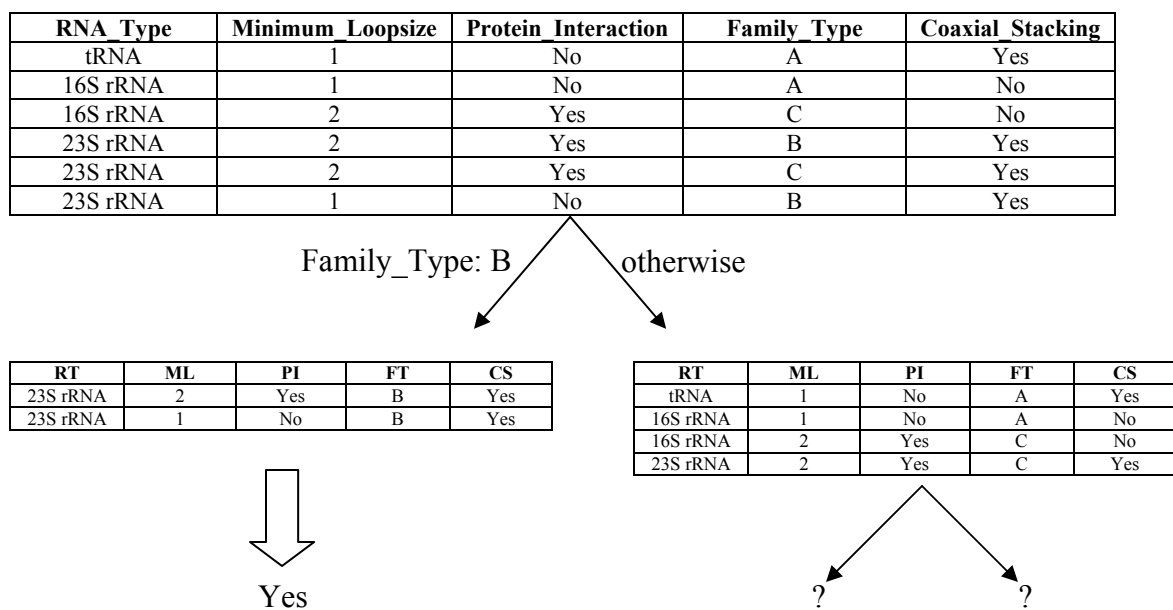 RNA_Type Minimum_Loopsize Protein_Interaction Family_Type Coaxial_Stacking
tRNA 1 No A Yes
16S rRNA 1 No A No
16S rRNA 2 Yes C No
23S rRNA 2 Yes B Yes
23S rRNA 2 Yes C Yes
23S rRNA 1 No B Yes
Family_Type: B otherwise
RT ML PI FT CS
23S rRNA 2 Yes B Yes
23S rRNA 1 No B Yes
RT ML PI FT CS
tRNA 1 No A Yes
16S rRNA 1 No A No
16S rRNA 2 Yes C No
23S rRNA 2 Yes C Yes
Yes
? ?